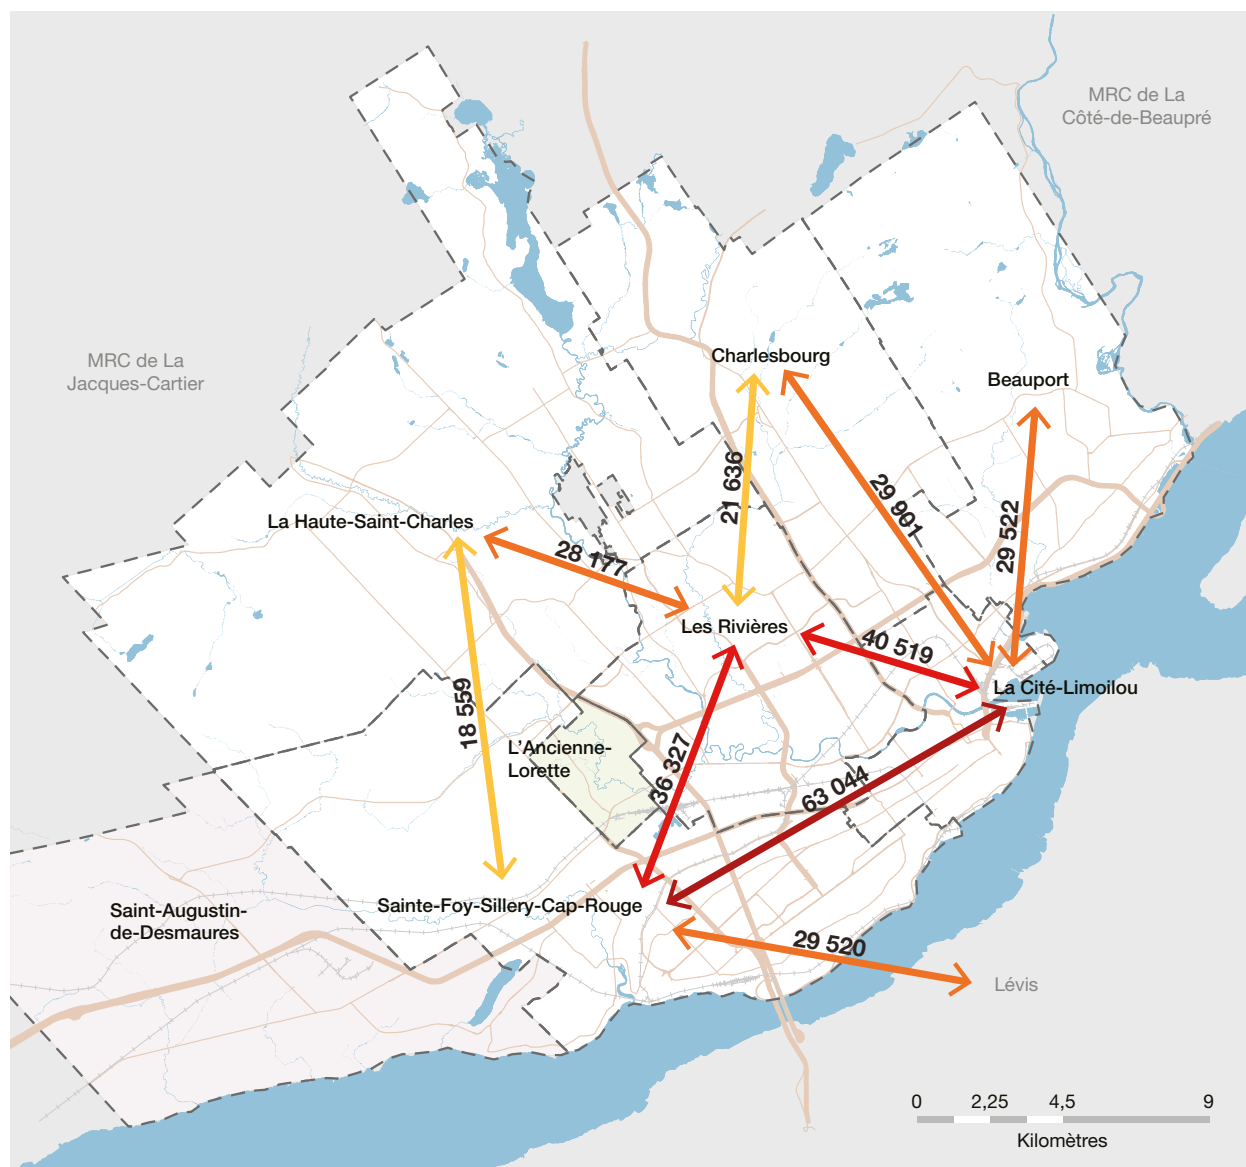 MRC de La
Côté-de-Beaupré
MRC de La
Jacques-Cartier
Charlesbourg
Beauport
21 636
29 901
29 522
La Haute-Saint-Charles
28 177
Les Rivières
40 519
La Cité-Limoilou
18 559
L'Ancienne-
Lorette
36 327
63 044
Sainte-Foy-Sillery-Cap-Rouge
Saint-Augustin-
de-Desmaures
29 520
Lévis
0 2,25 4,5 9
Kilomètres